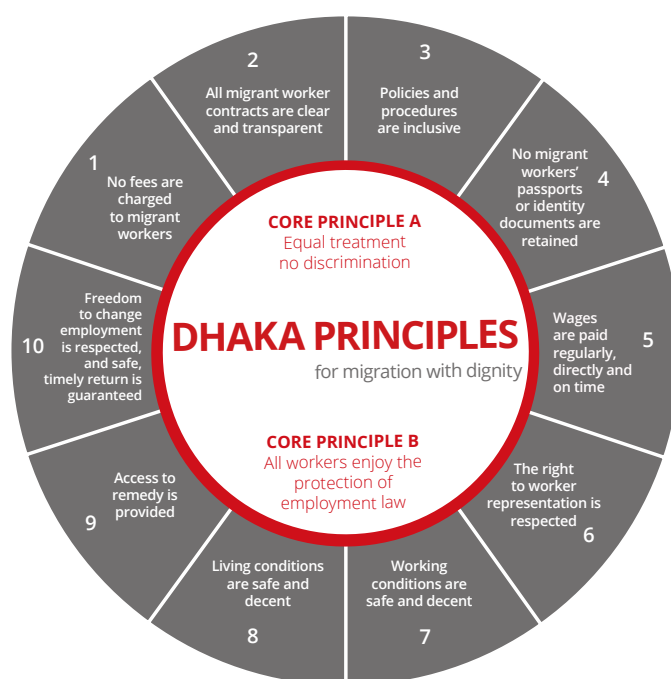 CORE PRINCIPLE A
Equal treatment
no discrimination
DHAKA PRINCIPLES
for migration with dignity
CORE PRINCIPLE B
All workers enjoy the
protection of
employment law
1
No fees are
charged
to migrant
workers
2
All migrant worker
contracts are clear
and transparent
3
Policies and
procedures
are inclusive
4
No migrant
workers’
passports
or identity
documents are
retained
5
Wages
are paid
regularly,
directly and
on time
6
The right
to worker
representation is
respected
7
Working
conditions are
safe and decent
8
Living conditions
are safe and
decent
9
Access to
remedy is
provided
10
Freedom
to change
employment
is respected,
and safe,
timely return is
guaranteed